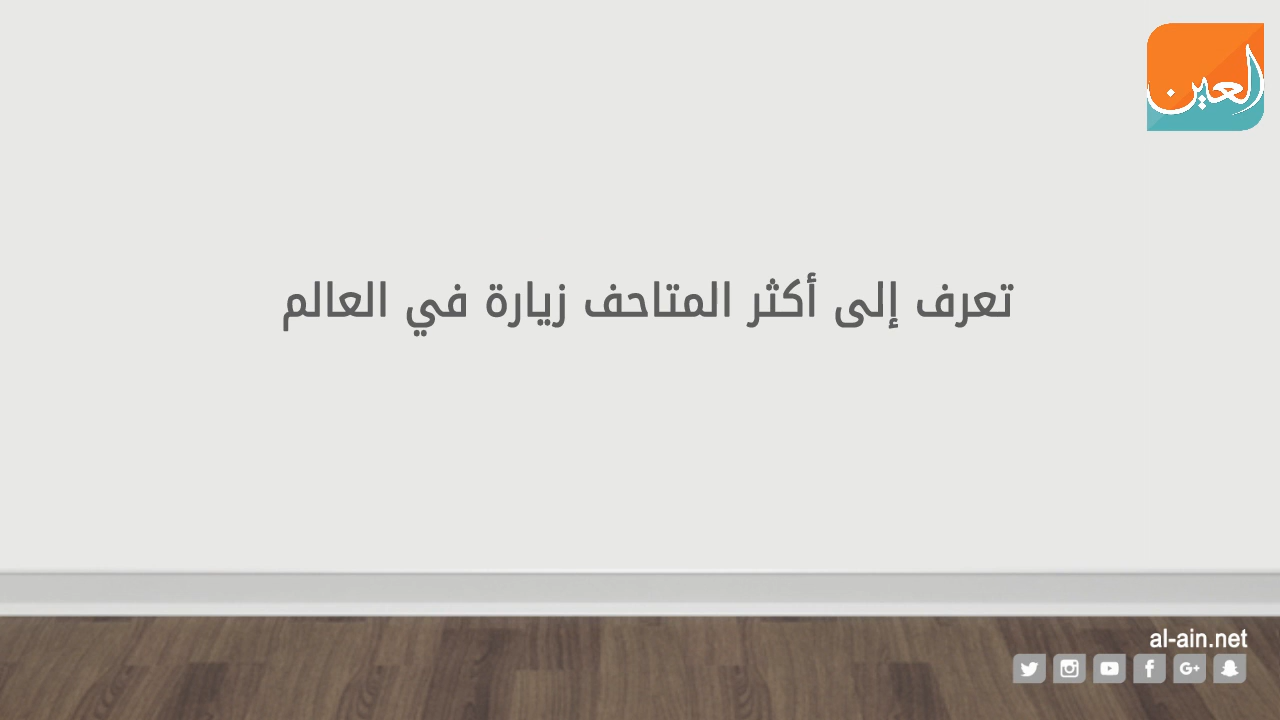 العين
تعرف إلى أكثر المتاحف زيارة في العالم
al-ain.net